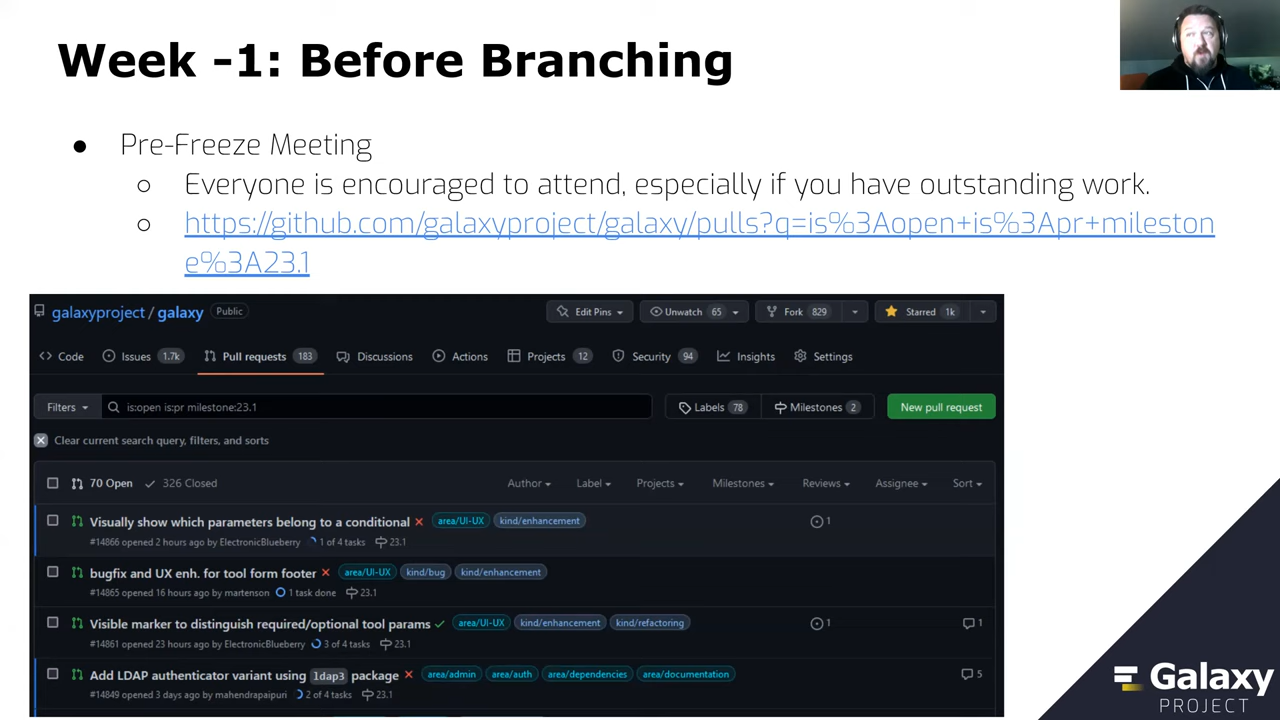 Week -1: Before Branching
● Pre-Freeze Meeting
○ Everyone is encouraged to attend, especially if you have outstanding work.
○ https://github.com/galaxyproject/galaxy/pulls?q=is%3Aopen+is%3Apr+mileston
e%3A23.1
galaxyproject / galaxy Public Edit Pins Unwatch 65 Fork 829 Starred 1k
Code Issues 1.7k Pull requests 183 Discussions Actions Projects 12 Security 94 Insights Settings
Filters is:open is:pr milestone:23.1 Labels 78 Milestones 2 New pull request
Clear current search query, filters, and sorts
70 Open 326 Closed Author Label Projects Milestones Reviews Assignee Sort
Visually show which parameters belong to a conditional area/UI-UX kind/enhancement 1
#14866 opened 2 hours ago by ElectronicBlueberry 1 of 4 tasks 23.1
bugfix and UX enh. for tool form footer area/UI-UX kind/bug kind/enhancement
#14865 opened 16 hours ago by martenson 1 task done 23.1
Visible marker to distinguish required/optional tool params area/UI-UX kind/enhancement kind/refactoring 1 1
#14861 opened 23 hours ago by ElectronicBlueberry 3 of 4 tasks 23.1
Add LDAP authenticator variant using ldap3 package area/admin area/auth area/dependencies area/documentation 5
#14849 opened 3 days ago by mahendrapaipuri 2 of 4 tasks 23.1
Galaxy
PROJECT